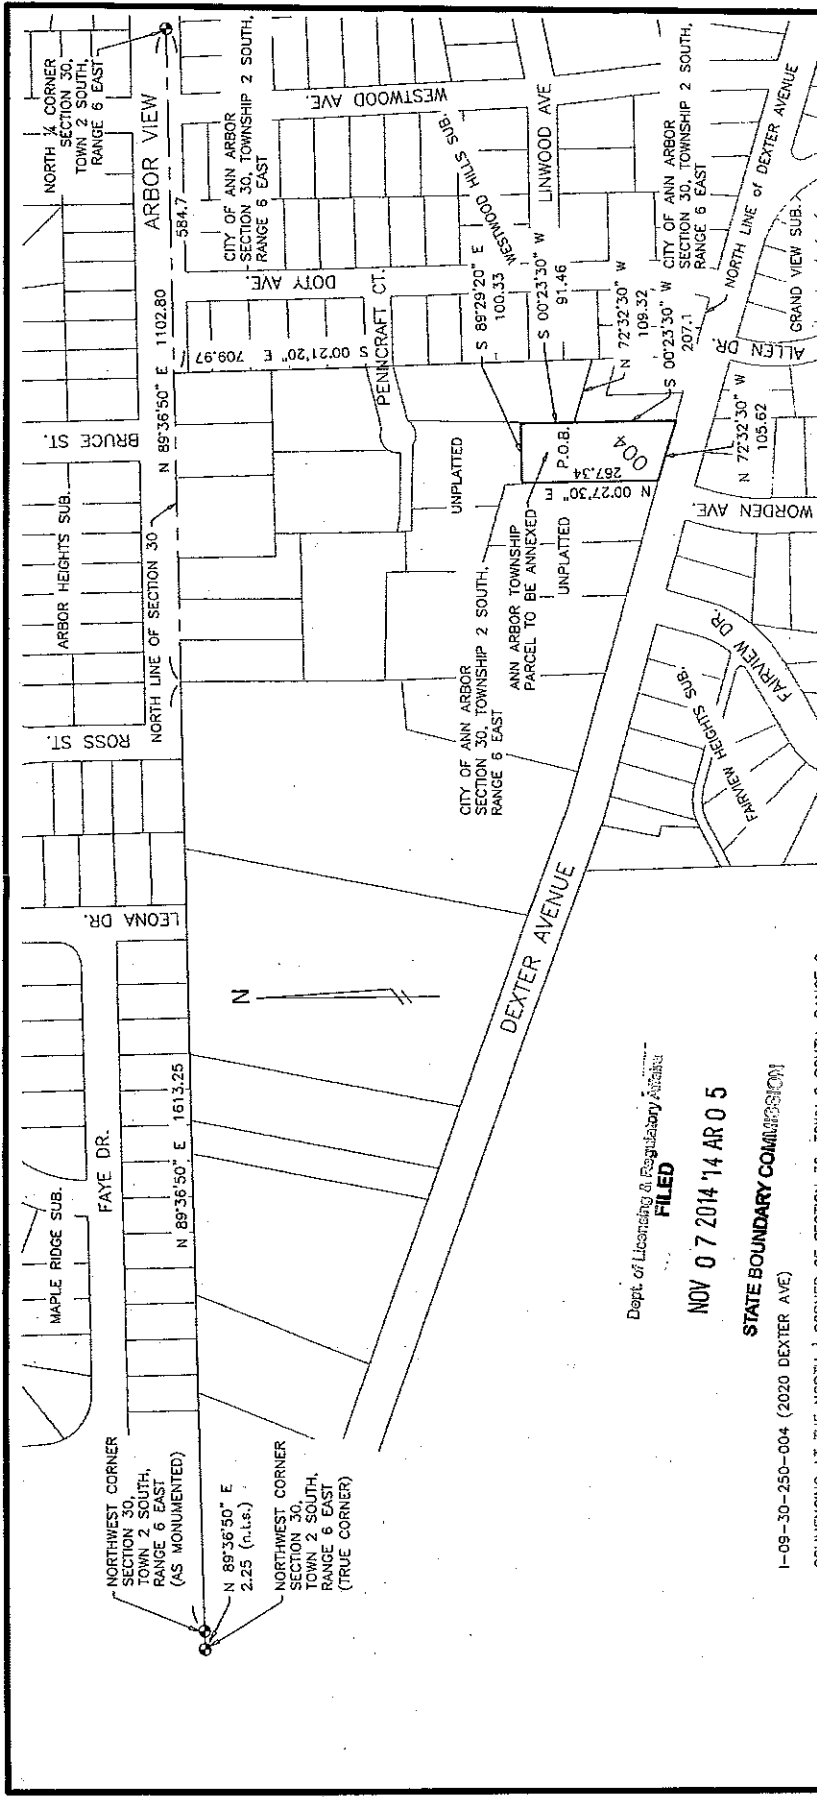 NORTHWEST CORNER
SECTION 30,
TOWN 2 SOUTH,
RANGE 6 EAST
(AS MONUMENTED)
N 89°36'50" E
2.25 (n.t.s.)
NORTHWEST CORNER
SECTION 30,
TOWN 2 SOUTH,
RANGE 6 EAST
(TRUE CORNER)
MAPLE RIDGE SUB.
FAYE DR.
N 89°36'50" E 1613.25
LEONA DR.
N
DEXTER AVENUE
ROSS ST.
ARBOR HEIGHTS SUB.
NORTH LINE OF SECTION 30
BRUCE ST.
N 89°36'50" E 1102.80
ARBOR VIEW
NORTH ¼ CORNER
SECTION 30,
TOWN 2 SOUTH,
RANGE 6 EAST
584.7
CITY OF ANN ARBOR
SECTION 30, TOWNSHIP 2 SOUTH,
RANGE 6 EAST
S 00°21'20" E 709.97
DOTY AVE.
WESTWOOD AVE.
PENNCRAFT CT.
WESTWOOD HILLS SUB.
UNPLATTED
CITY OF ANN ARBOR
SECTION 30, TOWNSHIP 2 SOUTH,
RANGE 6 EAST
ANN ARBOR TOWNSHIP
PARCEL TO BE ANNEXED
UNPLATTED
S 89°29'20" E
100.33
S 00°23'30" W
91.46
LINWOOD AVE
P.O.B.
004
N 00°27'30" E
267.34
N 72°32'30" W
109.32
S 00°23'30" W
207.1
CITY OF ANN ARBOR
SECTION 30, TOWNSHIP 2 SOUTH,
RANGE 6 EAST
NORTH LINE of DEXTER AVENUE
N 72°32'30" W
105.62
FAIRVIEW HEIGHTS SUB.
FAIRVIEW DR.
WORDEN AVE.
ALLEN DR.
GRAND VIEW SUB.
Dept. of Licensing & Regulatory Affairs
FILED
NOV 07 2014 '14 AR 05
STATE BOUNDARY COMMISSION
I-09-30-250-004 (2020 DEXTER AVE)